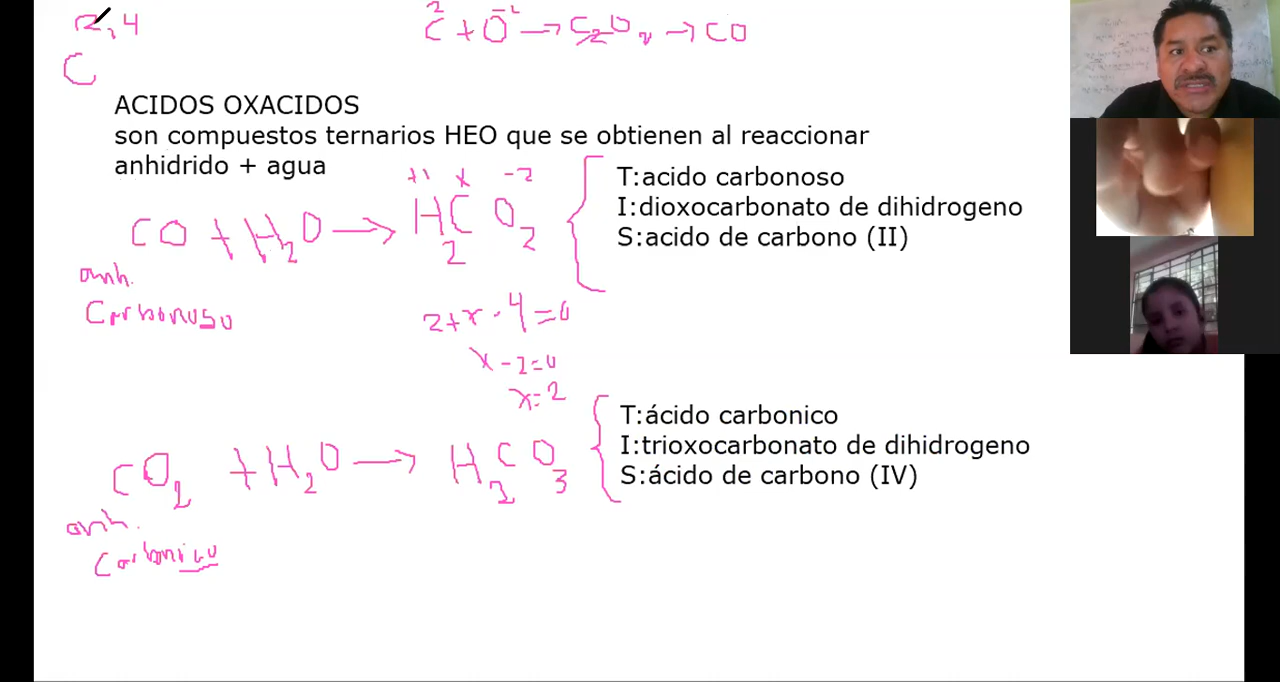 2,4
C
2 -2
C + O → C2O2 → CO
ACIDOS OXACIDOS
son compuestos ternarios HEO que se obtienen al reaccionar
anhidrido + agua
+1 x -2
CO + H2O → H2CO2
T:acido carbonoso
I:dioxocarbonato de dihidrogeno
S:acido de carbono (II)
anh.
Carbonoso
2+x-4=0
x-2=0
x=2
CO2 + H2O → H2CO3
T:ácido carbonico
I:trioxocarbonato de dihidrogeno
S:ácido de carbono (IV)
anh.
Carbonico